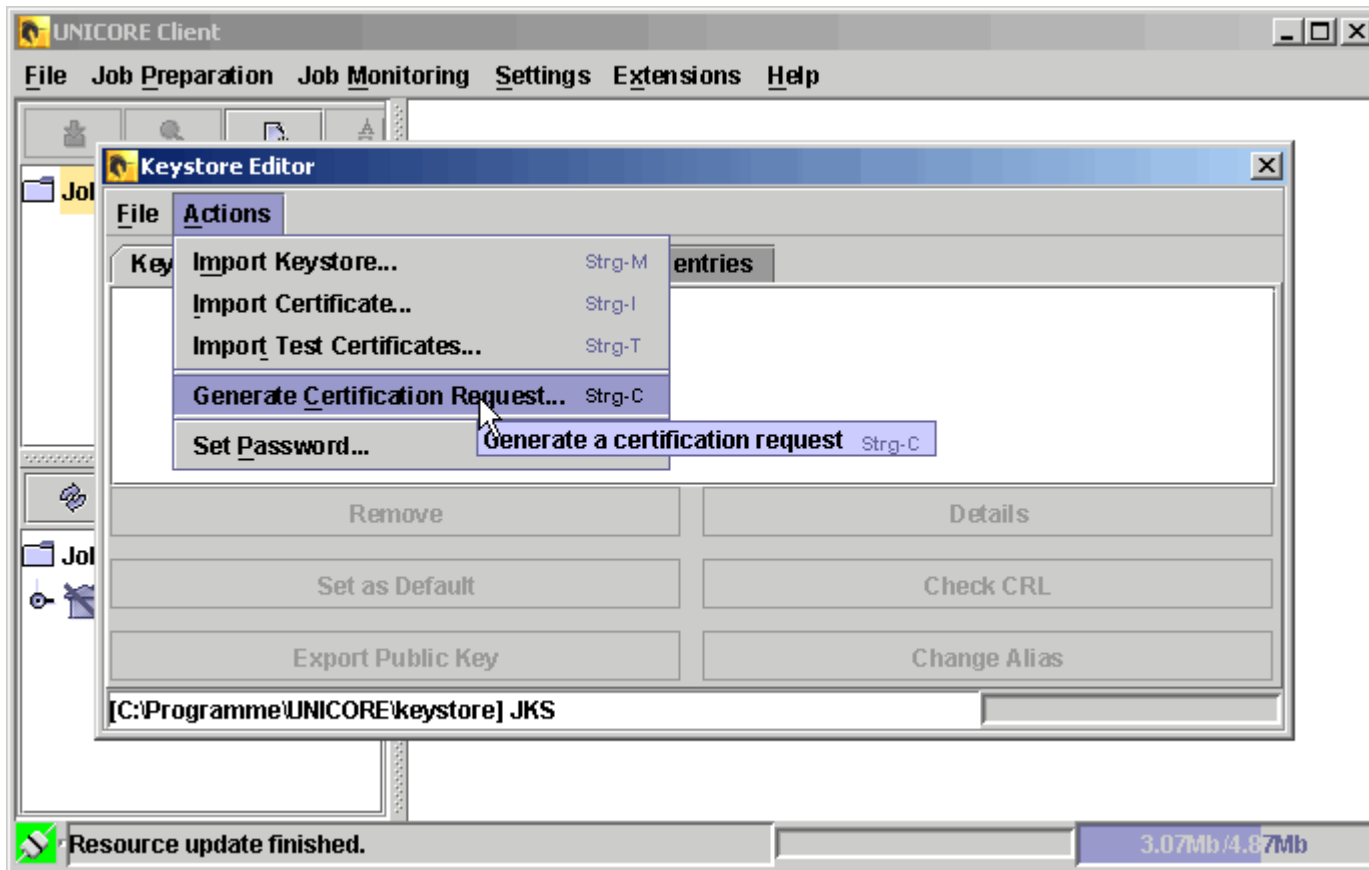 UNICORE Client
File Job Preparation Job Monitoring Settings Extensions Help
Keystore Editor
Job
File Actions
Key entries
Import Keystore... Strg-M
Import Certificate... Strg-I
Import Test Certificates... Strg-T
Generate Certification Request... Strg-C
Generate a certification request Strg-C
Set Password...
Remove Details
Job
Set as Default Check CRL
Export Public Key Change Alias
[C:\Programme\UNICORE\keystore] JKS
Resource update finished. 3.07Mb/4.87Mb